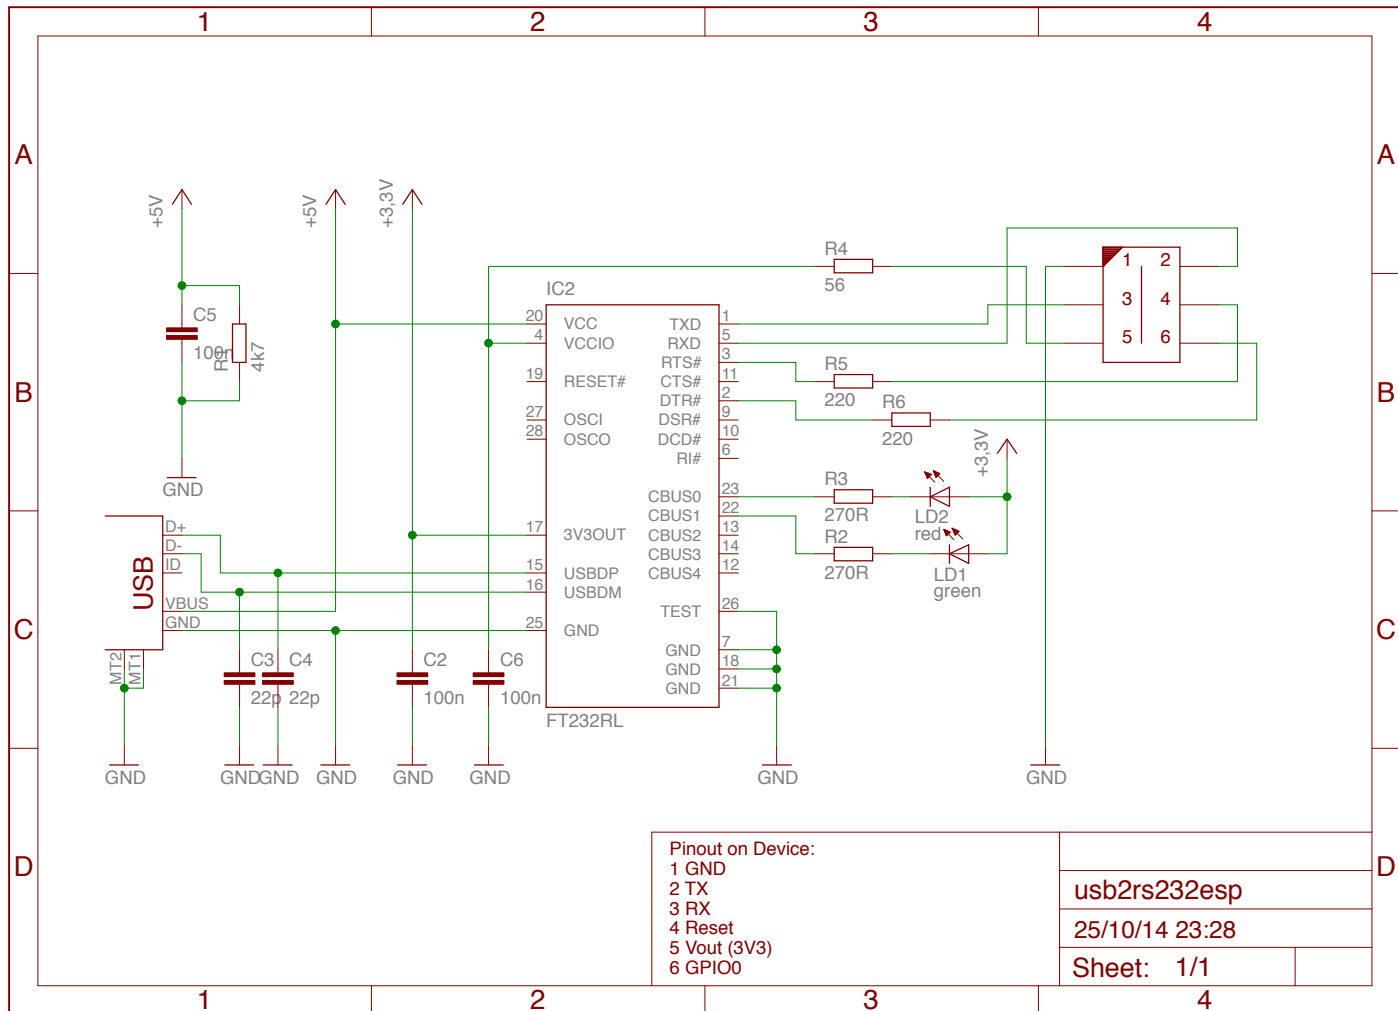 1 2 3 4
A A
+5V +5V +3,3V
R4
56
1 2
3 4
5 6
IC2
B B
C5
100n
R1
4k7
20 VCC TXD 1
4 VCCIO RXD 5
RTS# 3
19 RESET# CTS# 11
DTR# 2
27 OSCI DSR# 9
28 OSCO DCD# 10
RI# 6
R5
220
R6
220
+3,3V
GND
CBUS0 23
CBUS1 22
17 3V3OUT CBUS2 13
CBUS3 14
15 USBDP CBUS4 12
16 USBDM
TEST 26
25 GND
GND 7
GND 18
GND 21
FT232RL
R3
270R
LD2
red
R2
270R
LD1
green
USB
D+
D-
ID
VBUS
GND
MT2
MT1
C C
C3
22p
C4
22p
C2
100n
C6
100n
GND GND GND GND GND GND GND GND
D D
Pinout on Device:
1 GND
2 TX
3 RX
4 Reset
5 Vout (3V3)
6 GPIO0
usb2rs232esp
25/10/14 23:28
Sheet: 1/1
1 2 3 4